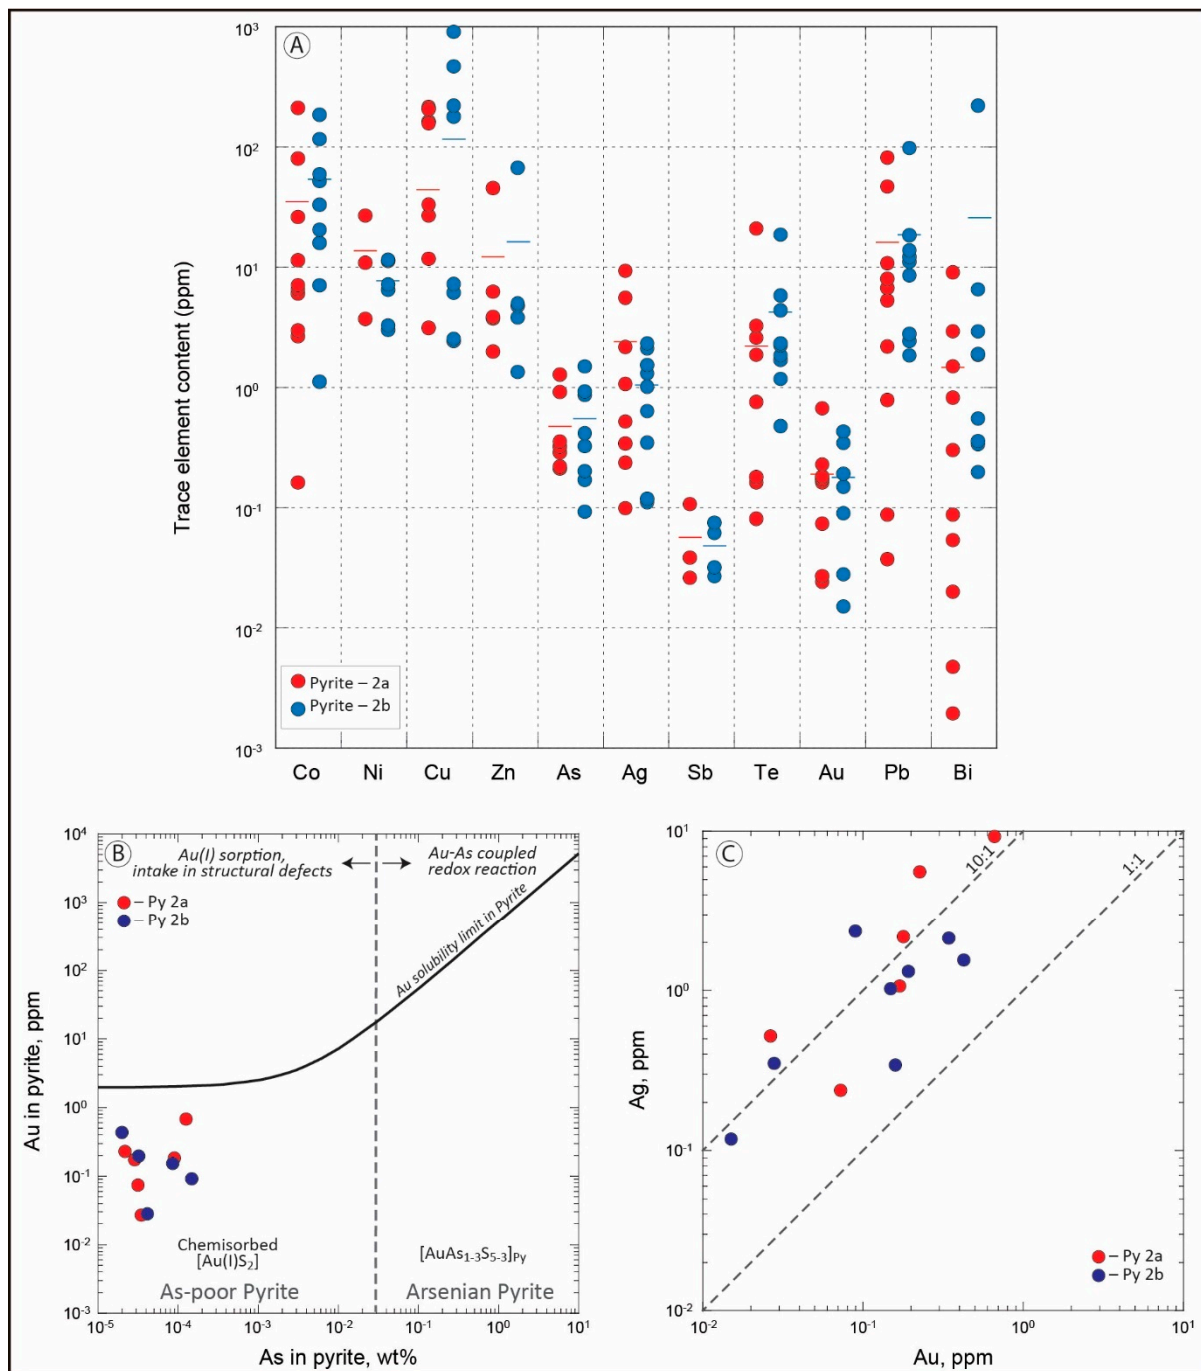 A
10³
10²
10¹
10⁰
10⁻¹
10⁻²
10⁻³
Trace element content (ppm)
Pyrite – 2a
Pyrite – 2b
Co Ni Cu Zn As Ag Sb Te Au Pb Bi
B
Au(I) sorption,
intake in structural defects
Au-As coupled
redox reaction
– Py 2a
– Py 2b
Au solubility limit in Pyrite
Chemisorbed
[Au(I)S₂]
[AuAs₁₋₃S₅₋₃]Py
As-poor Pyrite
Arsenian Pyrite
10⁴
10³
10²
10¹
10⁰
10⁻¹
10⁻²
10⁻³
Au in pyrite, ppm
10⁻⁵ 10⁻⁴ 10⁻³ 10⁻² 10⁻¹ 10⁰ 10¹
As in pyrite, wt%
C
10:1
1:1
– Py 2a
– Py 2b
10¹
10⁰
10⁻¹
10⁻²
Ag, ppm
10⁻² 10⁻¹ 10⁰ 10¹
Au, ppm